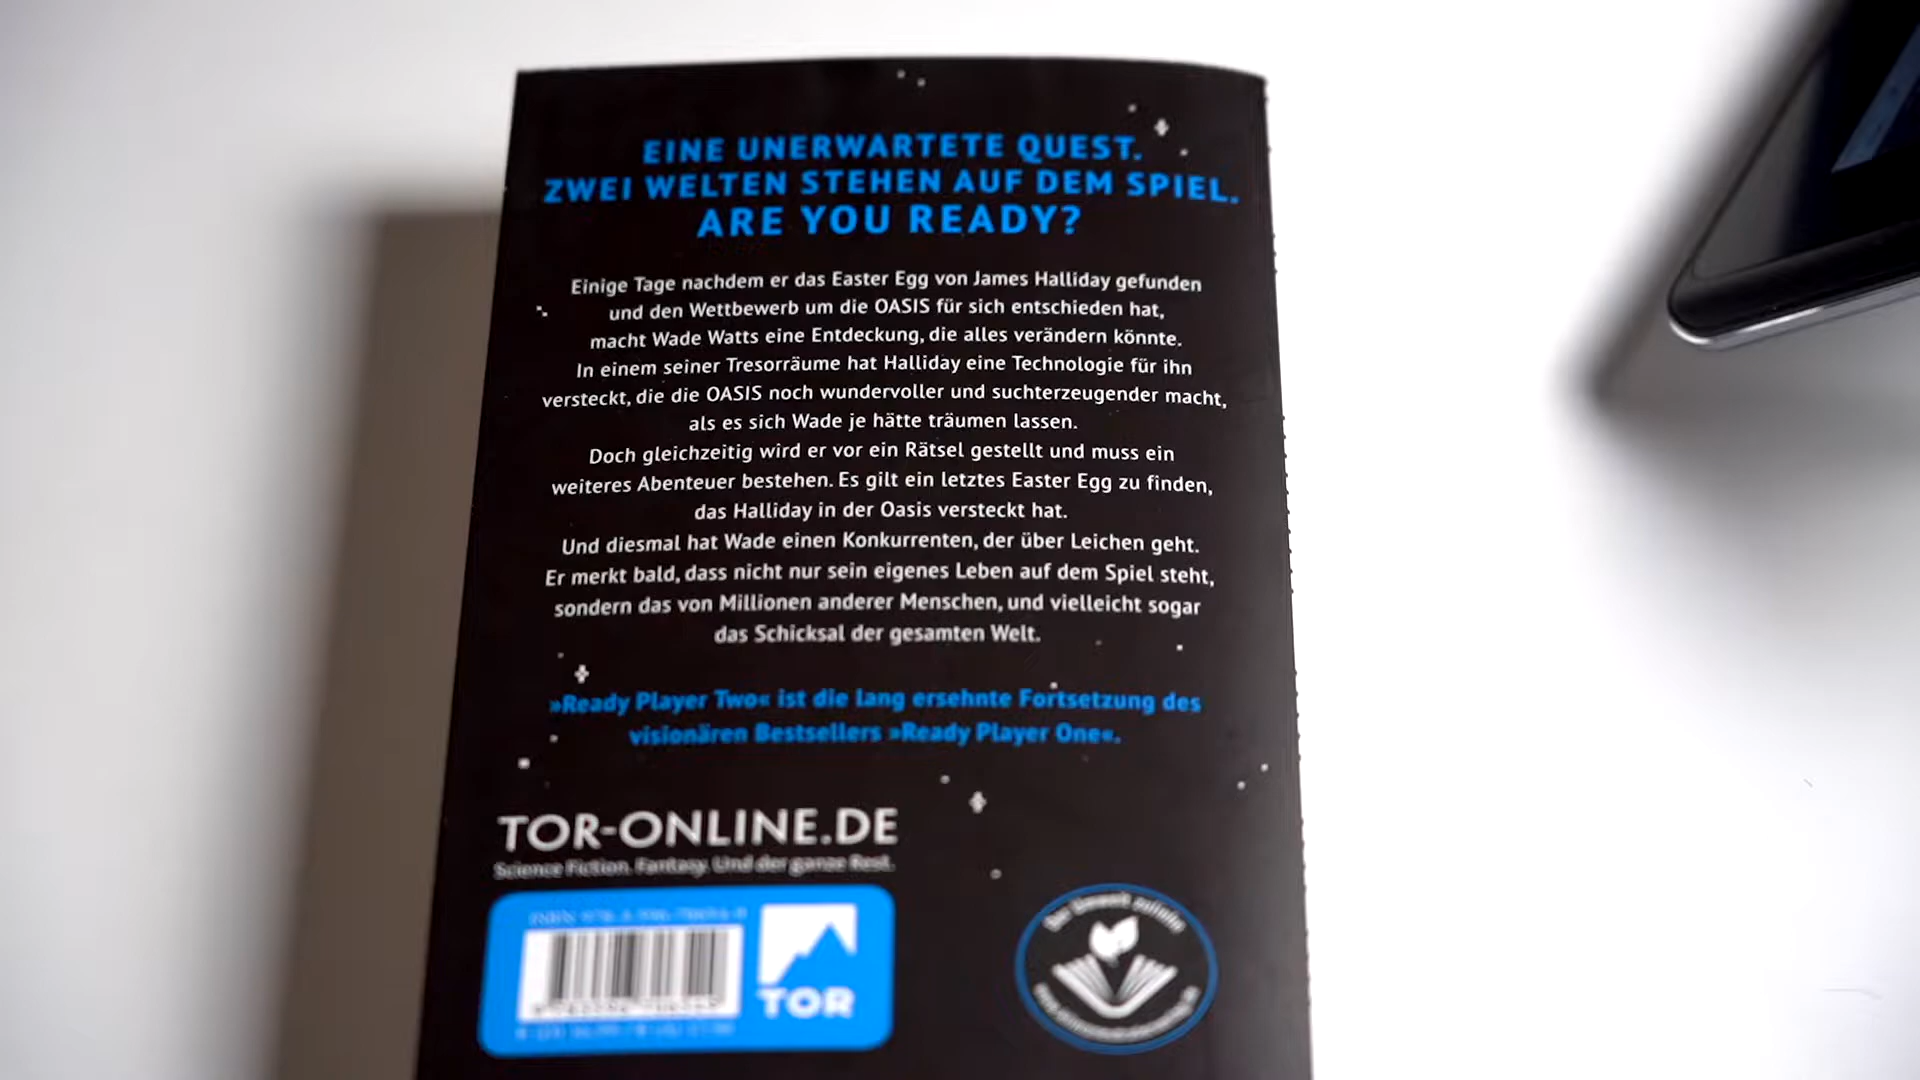 EINE UNERWARTETE QUEST.
ZWEI WELTEN STEHEN AUF DEM SPIEL.
ARE YOU READY?
Einige Tage nachdem er das Easter Egg von James Halliday gefunden
und den Wettbewerb um die OASIS für sich entschieden hat,
macht Wade Watts eine Entdeckung, die alles verändern könnte.
In einem seiner Tresorräume hat Halliday eine Technologie für ihn
versteckt, die die OASIS noch wundervoller und suchterzeugender macht,
als es sich Wade je hätte träumen lassen.
Doch gleichzeitig wird er vor ein Rätsel gestellt und muss ein
weiteres Abenteuer bestehen. Es gilt ein letztes Easter Egg zu finden,
das Halliday in der Oasis versteckt hat.
Und diesmal hat Wade einen Konkurrenten, der über Leichen geht.
Er merkt bald, dass nicht nur sein eigenes Leben auf dem Spiel steht,
sondern das von Millionen anderer Menschen, und vielleicht sogar
das Schicksal der gesamten Welt.
»Ready Player Two« ist die lang ersehnte Fortsetzung des
visionären Bestsellers »Ready Player One«.
TOR-ONLINE.DE
Science Fiction. Fantasy. Und der ganze Rest.
ISBN
TOR
Der Umwelt zuliebe